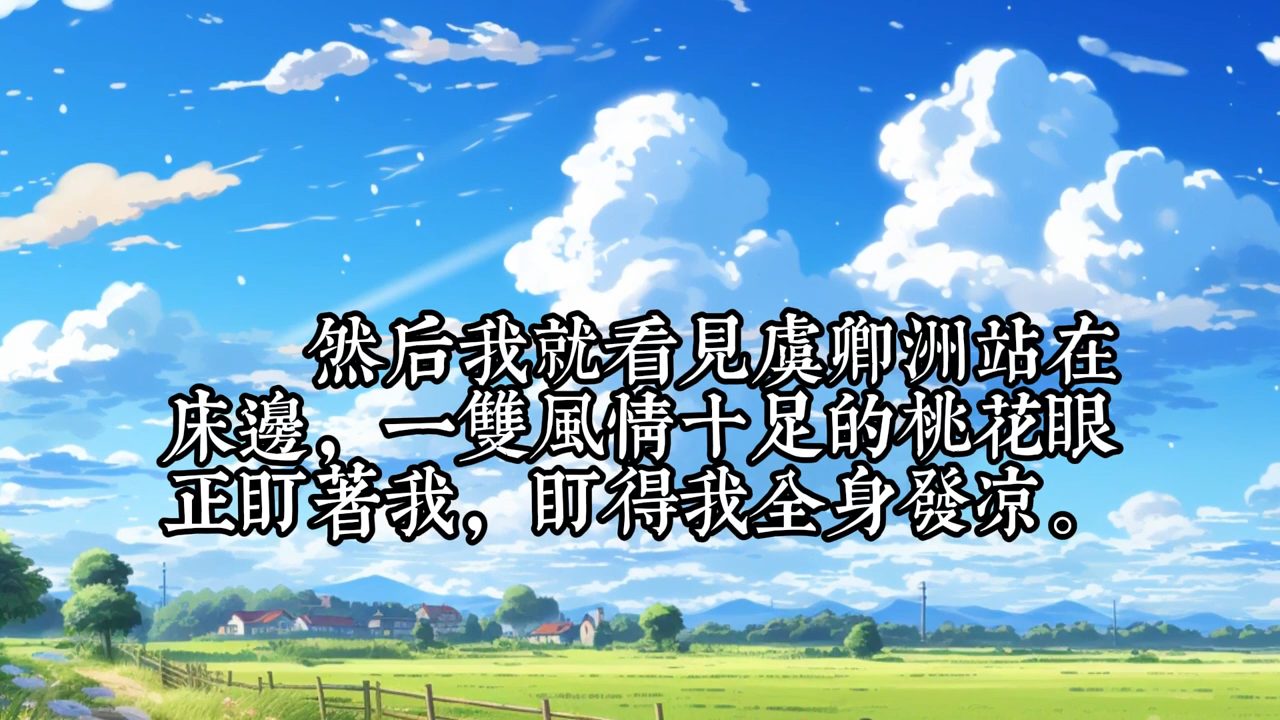 然后我就看見虞卿洲站在
床邊，一雙風情十足的桃花眼
正盯著我，盯得我全身發凉。